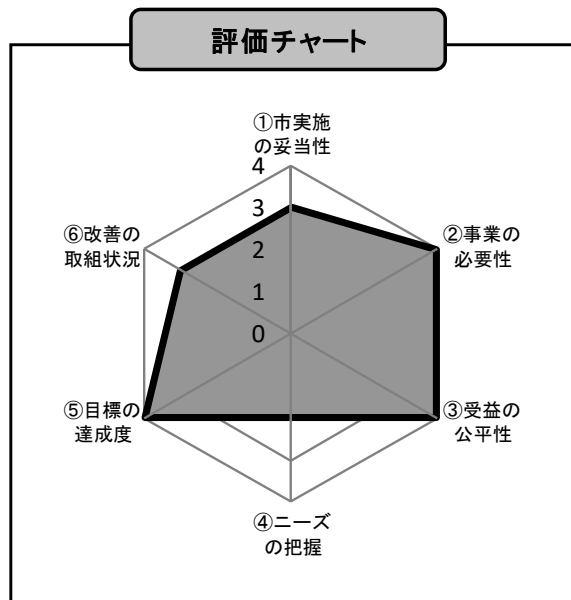 評価チャート
①市実施
の妥当性
4
3
2
1
0
②事業の
必要性
③受益の
公平性
④ニーズ
の把握
⑤目標の
達成度
⑥改善の
取組状況